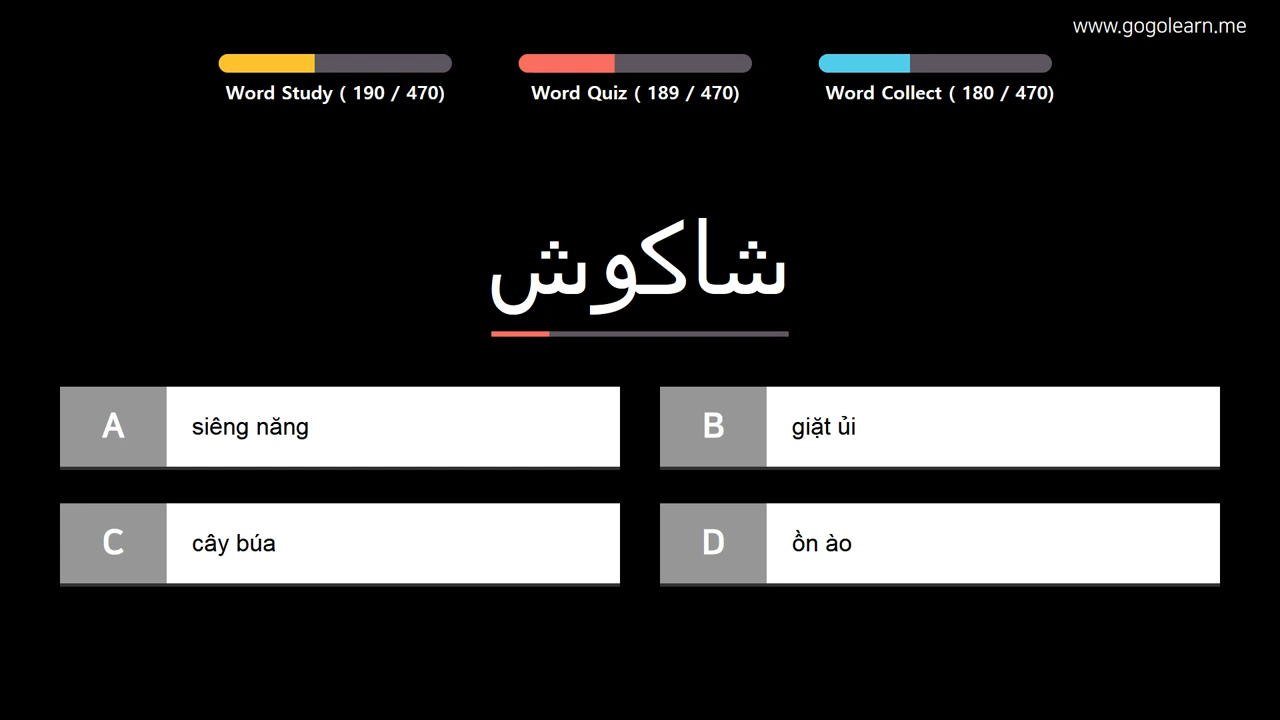 www.gogolearn.me
Word Study ( 190 / 470)
Word Quiz ( 189 / 470)
Word Collect ( 180 / 470)
شاكوش
A siêng năng
B giặt ủi
C cây búa
D ồn ào